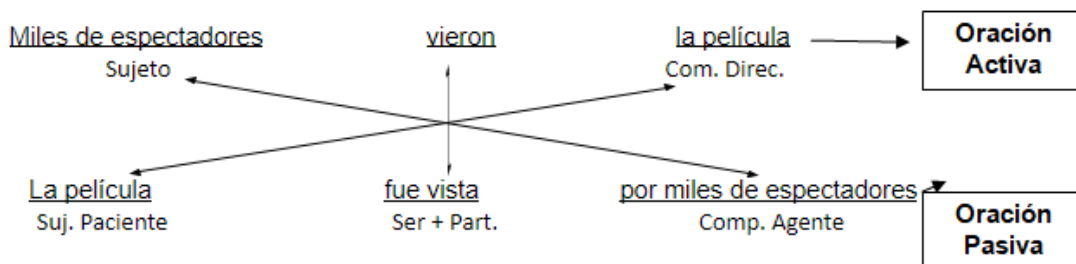 Miles de espectadores vieron la película Oración Activa
Sujeto Com. Direc.
La película fue vista por miles de espectadores Oración Pasiva
Suj. Paciente Ser + Part. Comp. Agente